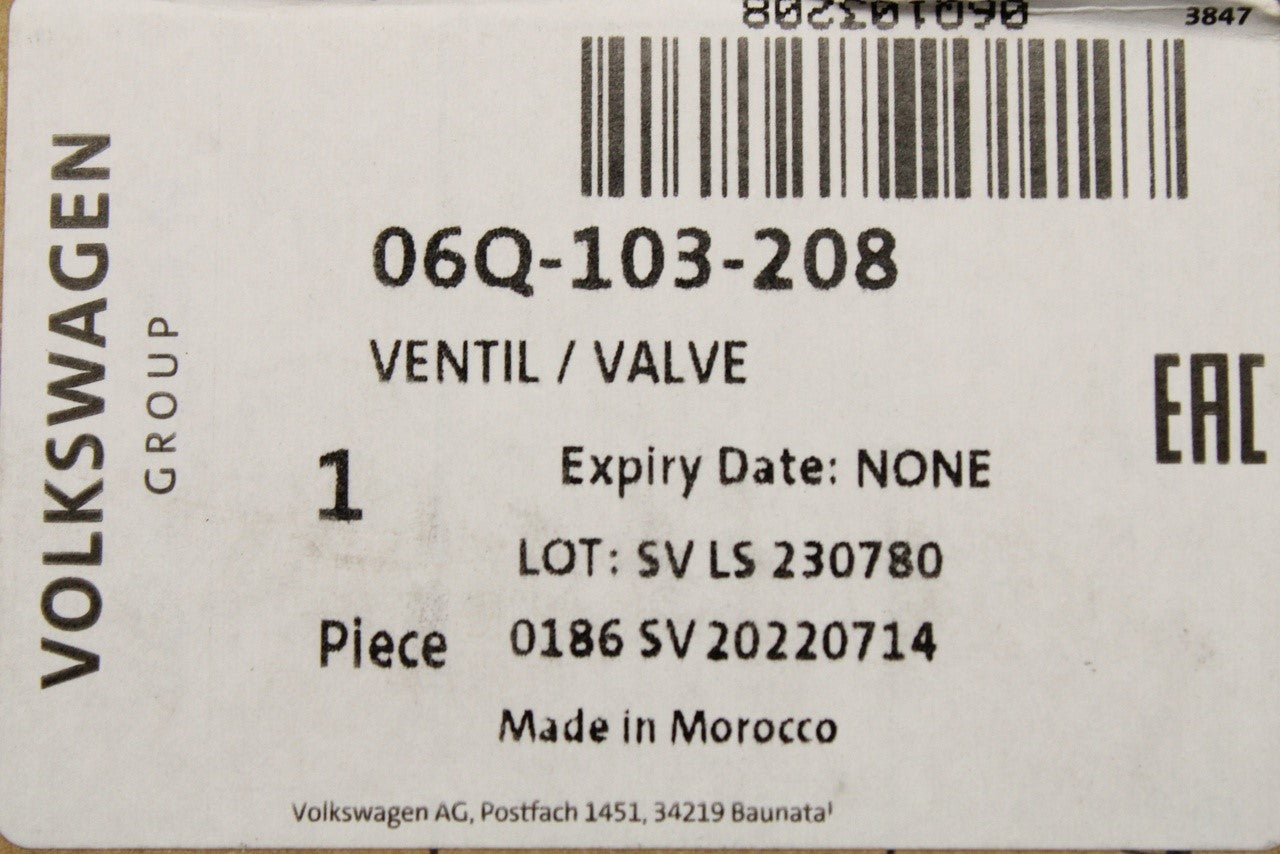 06Q103208
3847
VOLKSWAGEN
GROUP
06Q-103-208
VENTIL / VALVE
EAC
1
Expiry Date: NONE
LOT: SV LS 230780
Piece
0186 SV 20220714
Made in Morocco
Volkswagen AG, Postfach 1451, 34219 Baunatal